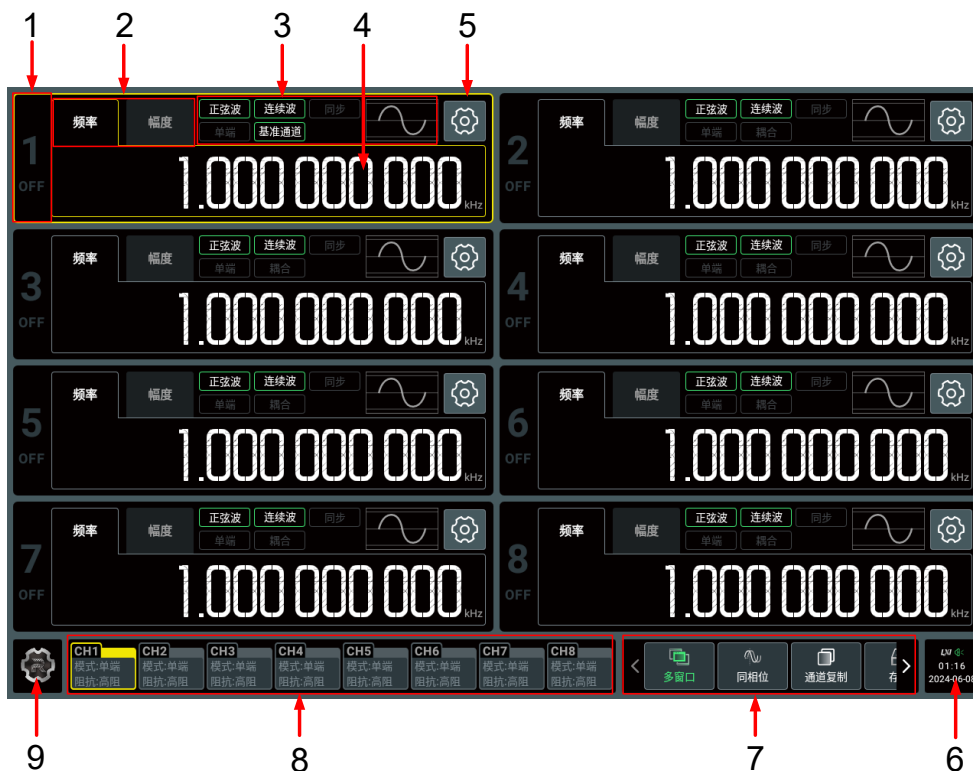 1 2 3 4 5
1 OFF 频率 幅度 正弦波 连续波 同步
单端 基准通道
1.000 000 000 kHz
2 OFF 频率 幅度 正弦波 连续波 同步
单端 耦合
1.000 000 000 kHz
3 OFF 频率 幅度 正弦波 连续波 同步
单端 耦合
1.000 000 000 kHz
4 OFF 频率 幅度 正弦波 连续波 同步
单端 耦合
1.000 000 000 kHz
5 OFF 频率 幅度 正弦波 连续波 同步
单端 耦合
1.000 000 000 kHz
6 OFF 频率 幅度 正弦波 连续波 同步
单端 耦合
1.000 000 000 kHz
7 OFF 频率 幅度 正弦波 连续波 同步
单端 耦合
1.000 000 000 kHz
8 OFF 频率 幅度 正弦波 连续波 同步
单端 耦合
1.000 000 000 kHz
CH1 CH2 CH3 CH4 CH5 CH6 CH7 CH8
模式:单端 模式:单端 模式:单端 模式:单端 模式:单端 模式:单端 模式:单端 模式:单端
阻抗:高阻 阻抗:高阻 阻抗:高阻 阻抗:高阻 阻抗:高阻 阻抗:高阻 阻抗:高阻 阻抗:高阻
多窗口 同相位 通道复制 存
01:16
2024-06-08
9 8 7 6